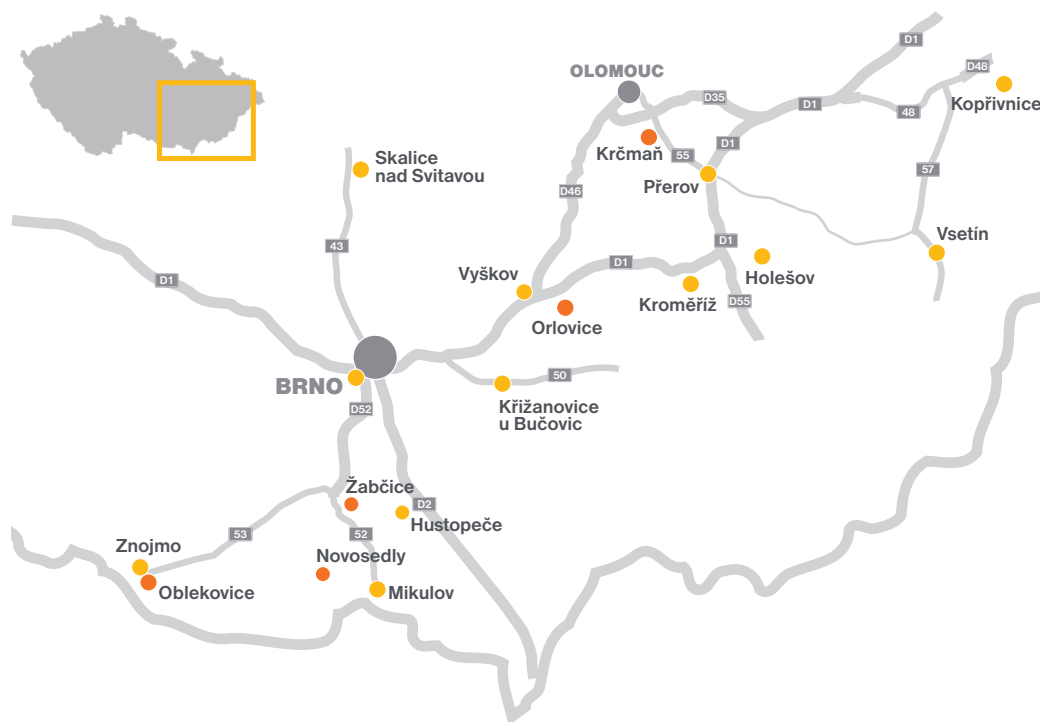 D1
D48
OLOMOUC
D35
D1
48
Kopřivnice
Krčmaň
55
D1
Skalice
nad Svitavou
Přerov
57
D46
43
D1
Vsetín
D1
Vyškov
D1
Holešov
Kroměříž
D55
Orlovice
BRNO
50
D52
Křižanovice
u Bučovic
Žabčice
D2
Hustopeče
53
52
Znojmo
Novosedly
Oblekovice
Mikulov